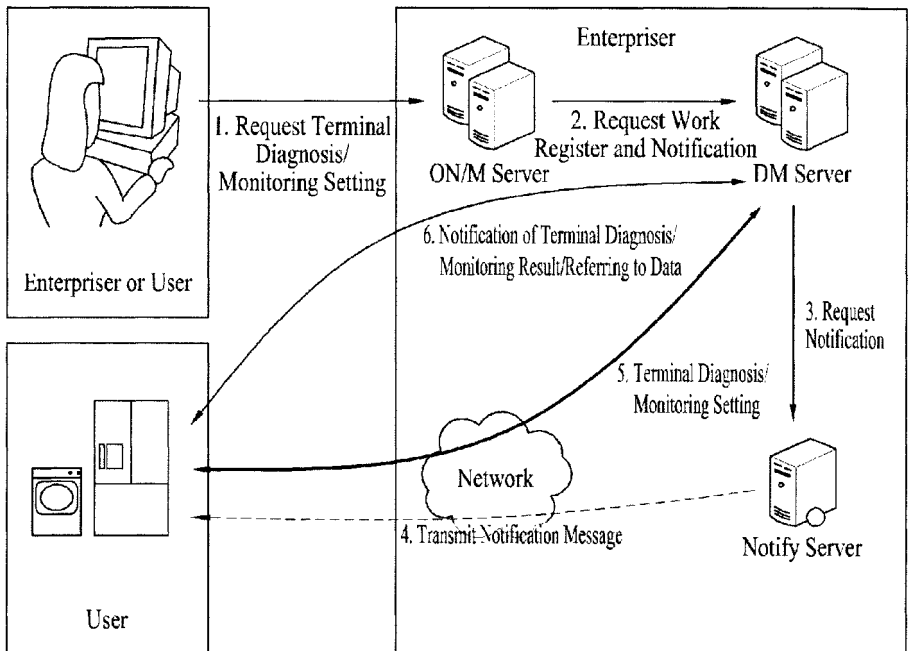 Enterpriser
1. Request Terminal
Diagnosis/
Monitoring Setting
2. Request Work
Register and Notification
ON/M Server
DM Server
Enterpriser or User
6. Notification of Terminal Diagnosis/
Monitoring Result/Referring to Data
3. Request
Notification
5. Terminal Diagnosis/
Monitoring Setting
Network
4. Transmit Notification Message
Notify Server
User